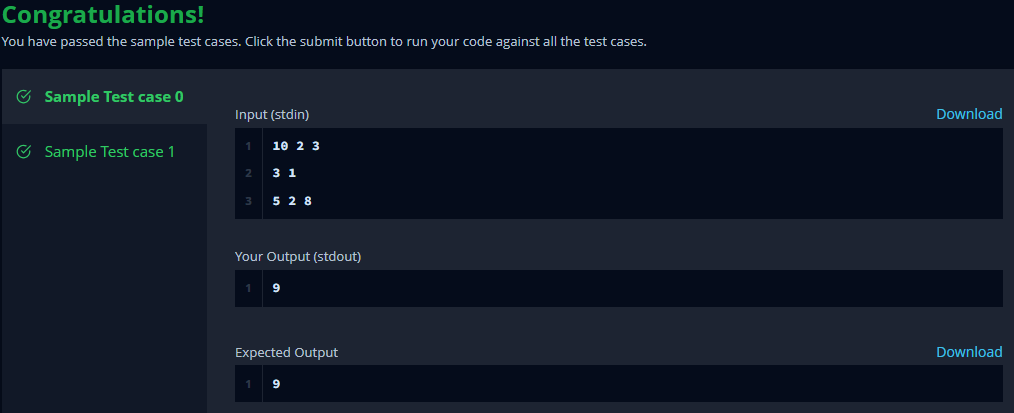 Congratulations!
You have passed the sample test cases. Click the submit button to run your code against all the test cases.
Sample Test case 0
Sample Test case 1
Input (stdin)
Download
1 10 2 3
2 3 1
3 5 2 8
Your Output (stdout)
1 9
Expected Output
Download
1 9